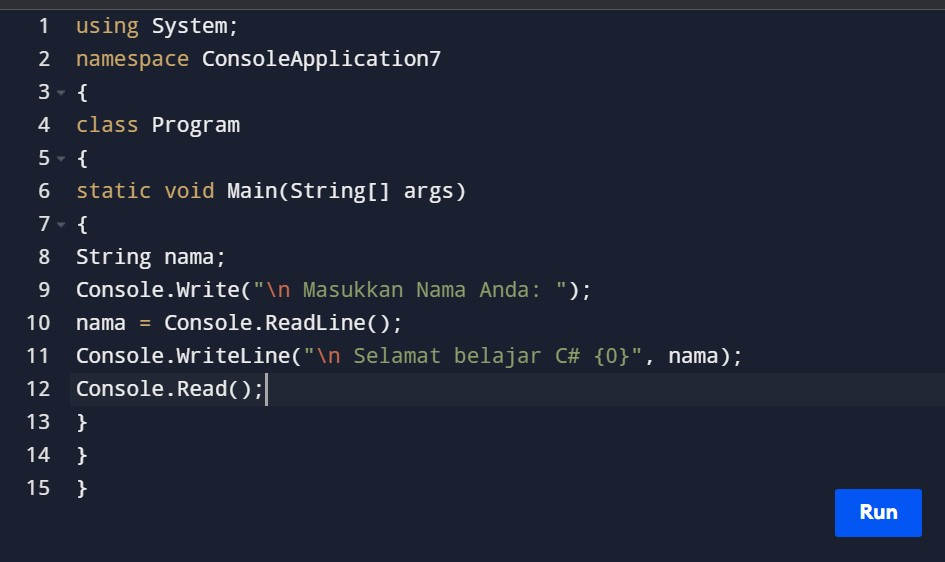 1 using System;
2 namespace ConsoleApplication7
3 {
4 class Program
5 {
6 static void Main(String[] args)
7 {
8 String nama;
9 Console.Write("\n Masukkan Nama Anda: ");
10 nama = Console.ReadLine();
11 Console.WriteLine("\n Selamat belajar C# {O}", nama);
12 Console.Read();
13 }
14 }
15 }
Run